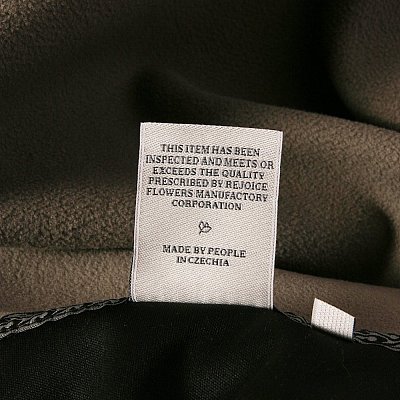 THIS ITEM HAS BEEN
INSPECTED AND MEETS OR
EXCEEDS THE QUALITY
PRESCRIBED BY REJOICE
FLOWERS MANUFACTORY
CORPORATION
MADE BY PEOPLE
IN CZECHIA